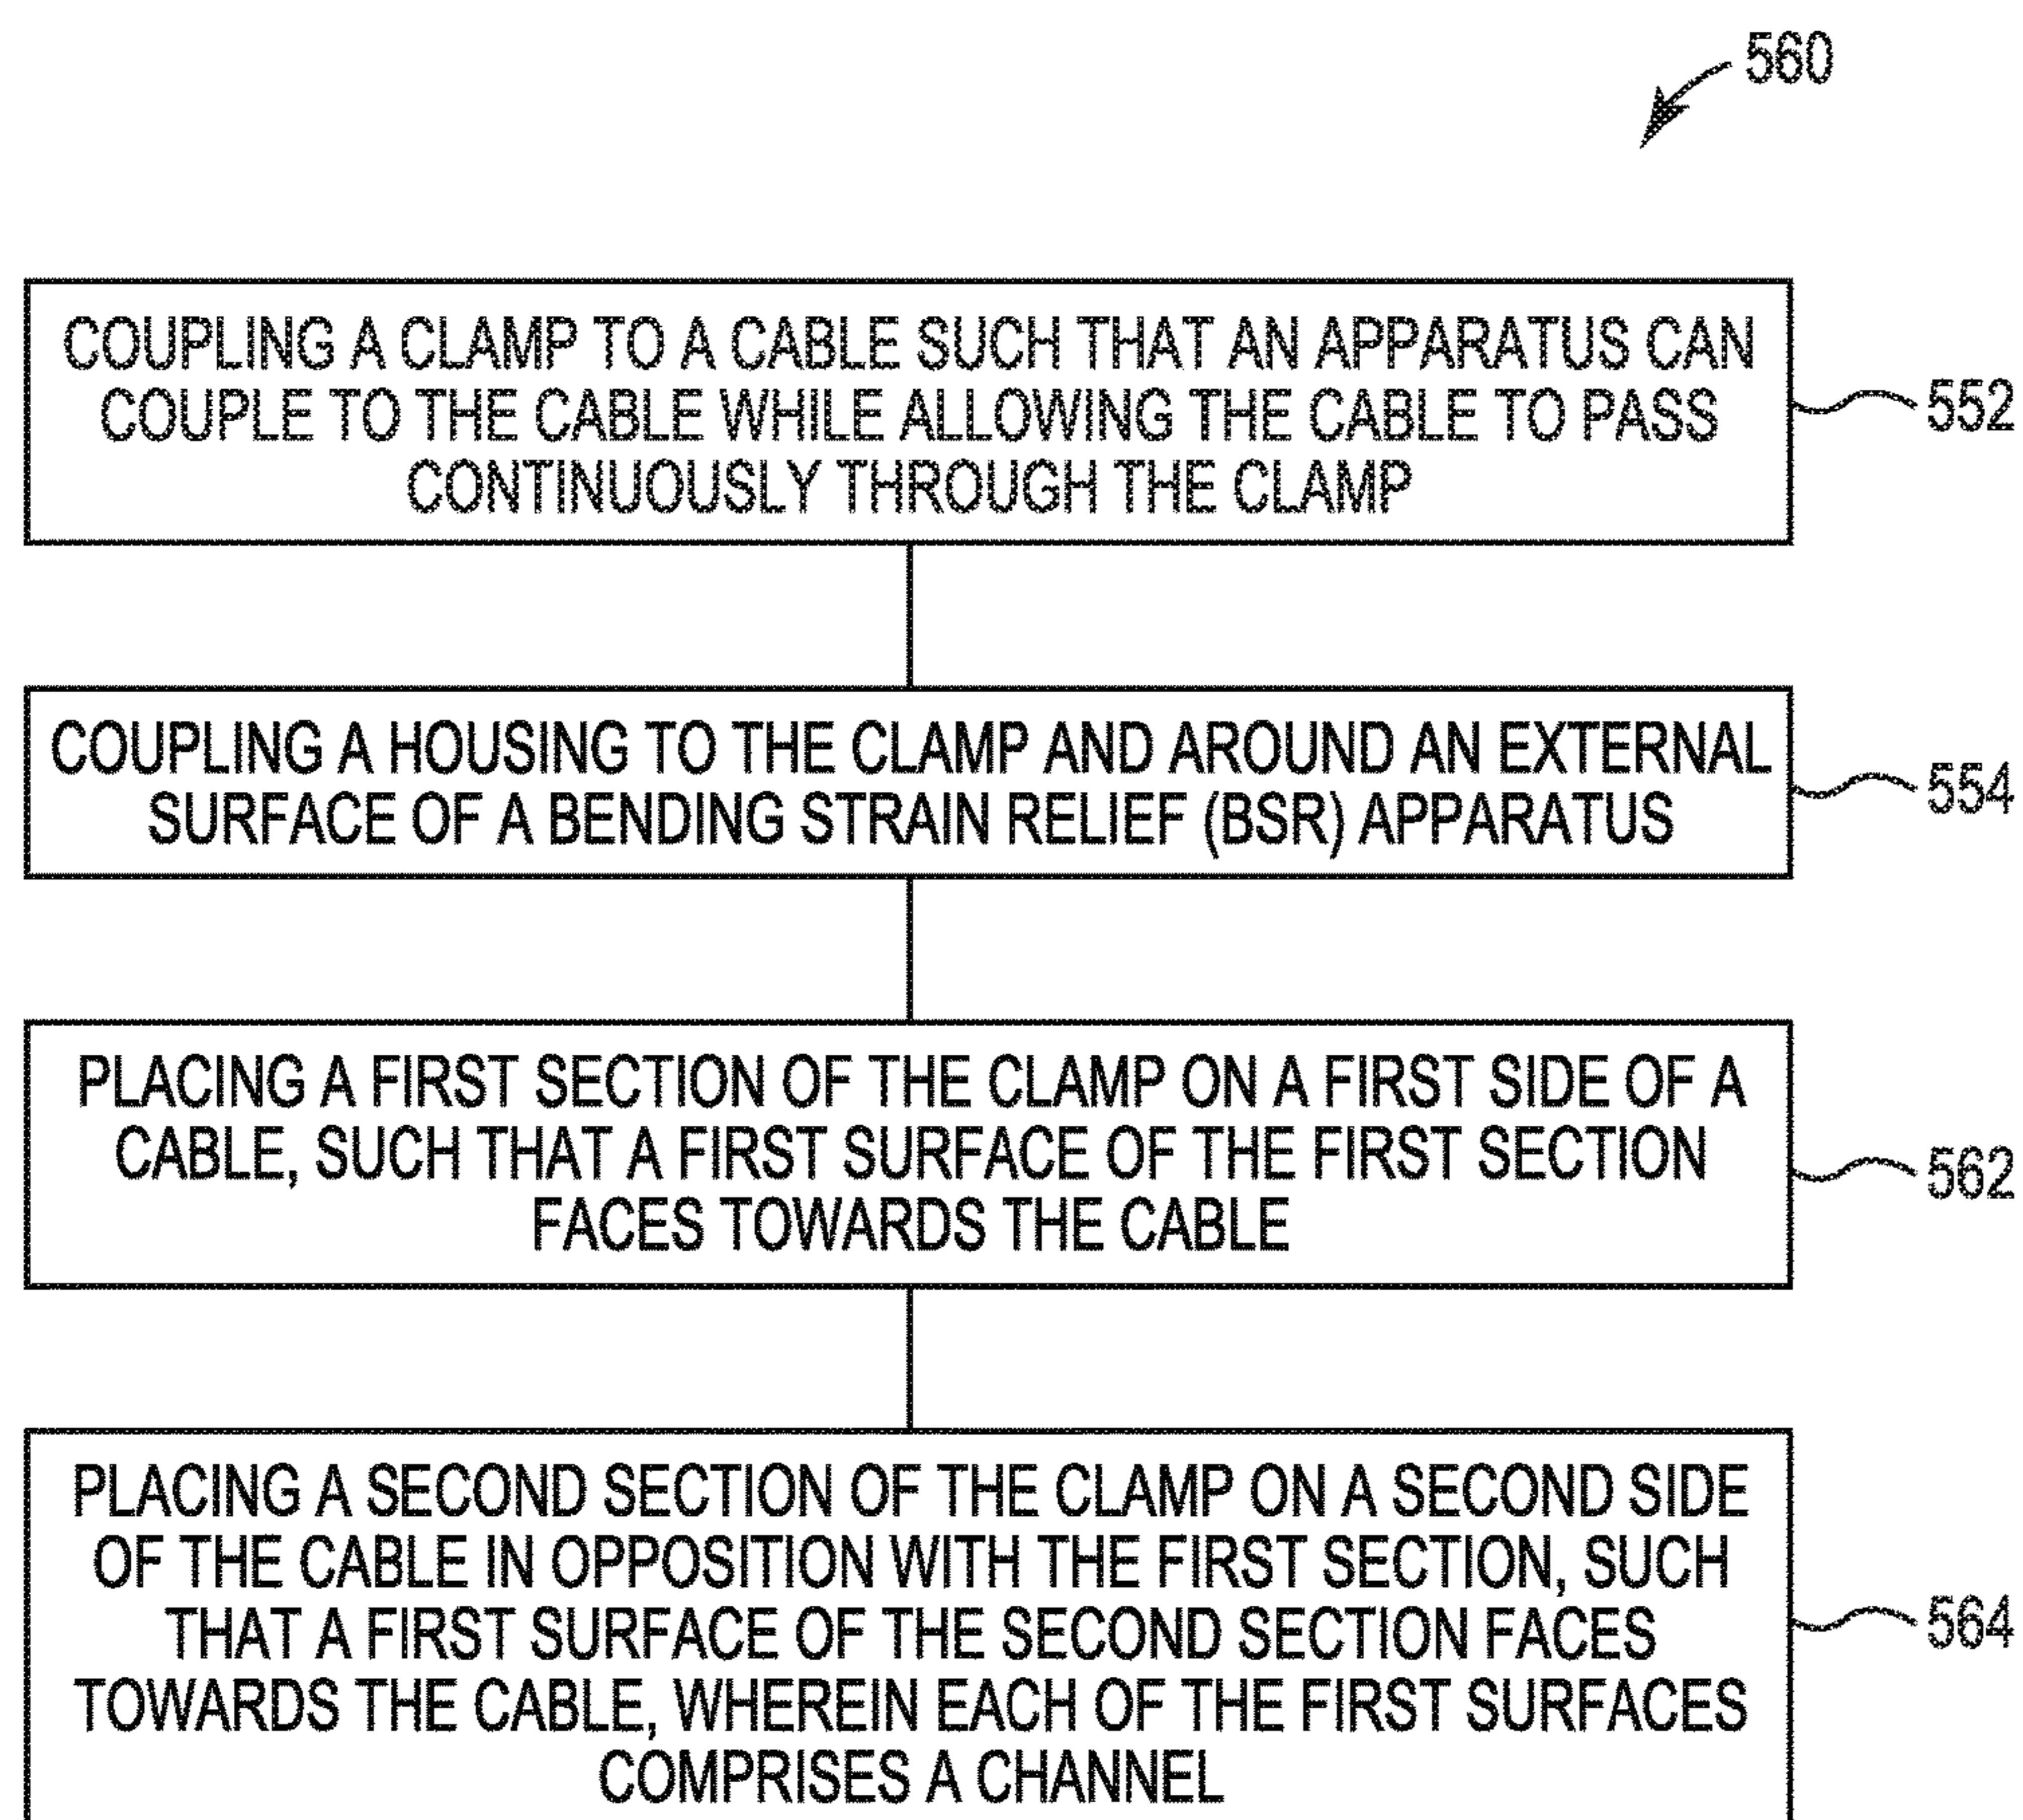 560
COUPLING A CLAMP TO A CABLE SUCH THAT AN APPARATUS CAN
COUPLE TO THE CABLE WHILE ALLOWING THE CABLE TO PASS
CONTINUOUSLY THROUGH THE CLAMP
552
COUPLING A HOUSING TO THE CLAMP AND AROUND AN EXTERNAL
SURFACE OF A BENDING STRAIN RELIEF (BSR) APPARATUS
554
PLACING A FIRST SECTION OF THE CLAMP ON A FIRST SIDE OF A
CABLE, SUCH THAT A FIRST SURFACE OF THE FIRST SECTION
FACES TOWARDS THE CABLE
562
PLACING A SECOND SECTION OF THE CLAMP ON A SECOND SIDE
OF THE CABLE IN OPPOSITION WITH THE FIRST SECTION, SUCH
THAT A FIRST SURFACE OF THE SECOND SECTION FACES
TOWARDS THE CABLE, WHEREIN EACH OF THE FIRST SURFACES
COMPRISES A CHANNEL
564